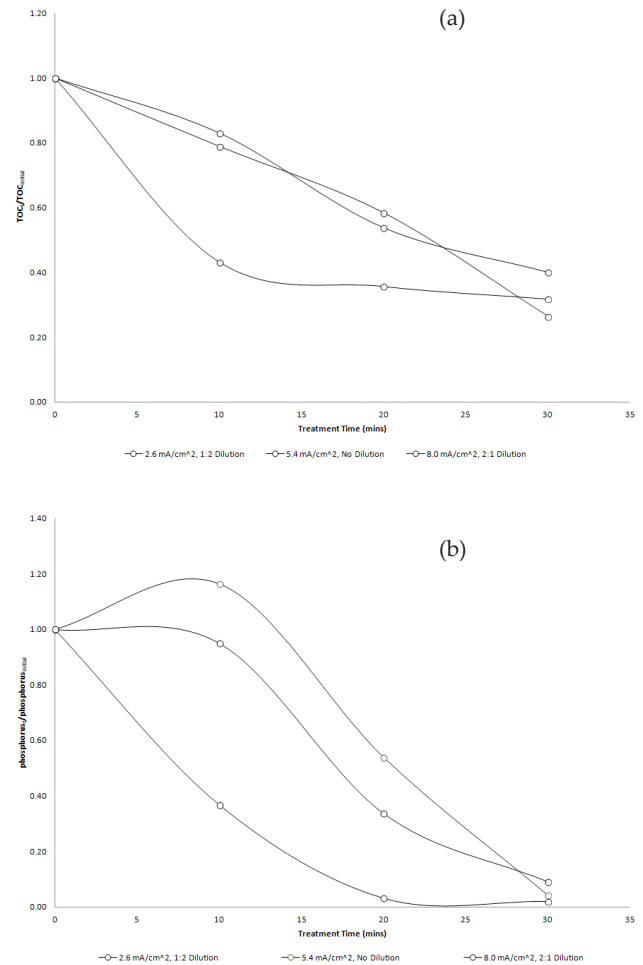 (a)
1.20
1.00
0.80
0.60
0.40
0.20
0.00
TOCt/TOCinitial
0 5 10 15 20 25 30 35
Treatment Time (mins)
2.6 mA/cm^2, 1:2 Dilution 5.4 mA/cm^2, No Dilution 8.0 mA/cm^2, 2:1 Dilution
(b)
1.40
1.20
1.00
0.80
0.60
0.40
0.20
0.00
phosphorust/phosphorusinitial
0 5 10 15 20 25 30 35
Treatment Time (mins)
2.6 mA/cm^2, 1:2 Dilution 5.4 mA/cm^2, No Dilution 8.0 mA/cm^2, 2:1 Dilution